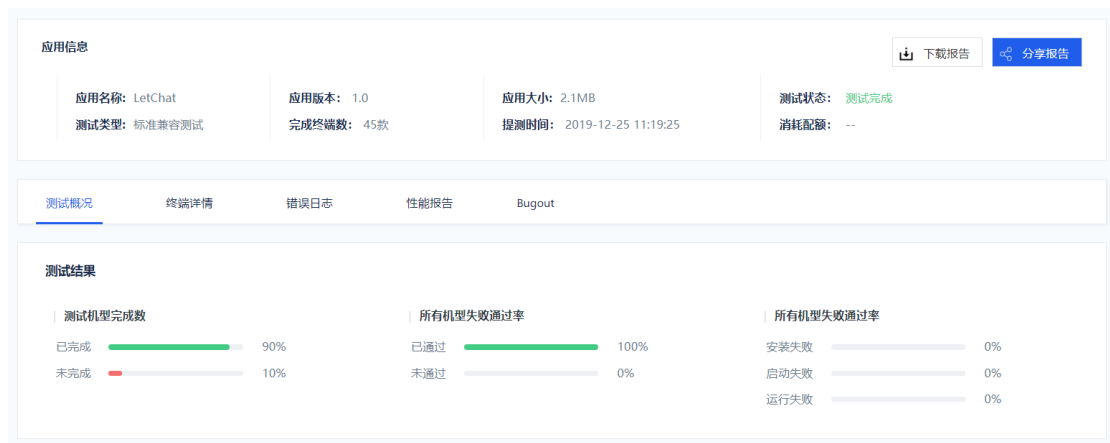 应用信息
下载报告 分享报告
应用名称: LetChat 应用版本: 1.0 应用大小: 2.1MB 测试状态: 测试完成
测试类型: 标准兼容测试 完成终端数: 45款 提测时间: 2019-12-25 11:19:25 消耗配额: --
测试概况 终端详情 错误日志 性能报告 Bugout
测试结果
测试机型完成数 所有机型失败通过率 所有机型失败通过率
已完成 90% 已通过 100% 安装失败 0%
未完成 10% 未通过 0% 启动失败 0%
运行失败 0%